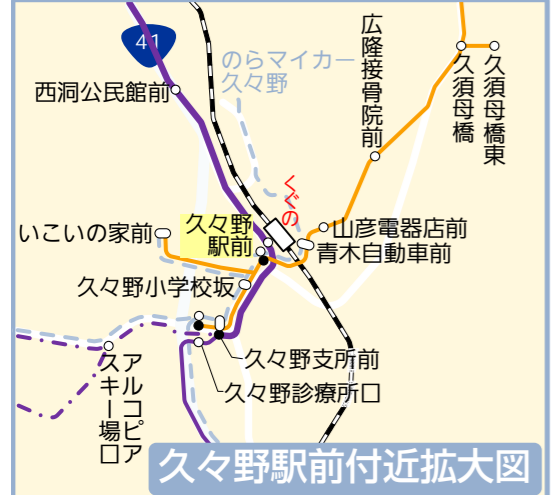 41
のらマイカー
久々野
広隆接骨院前
久須母橋
久須母橋東
西洞公民館前
くぐの
いこいの家前
久々野
駅前
山彦電器店前
青木自動車前
久々野小学校坂
久々野支所前
久々野診療所口
アルコピア
スキー場口
久々野駅前付近拡大図